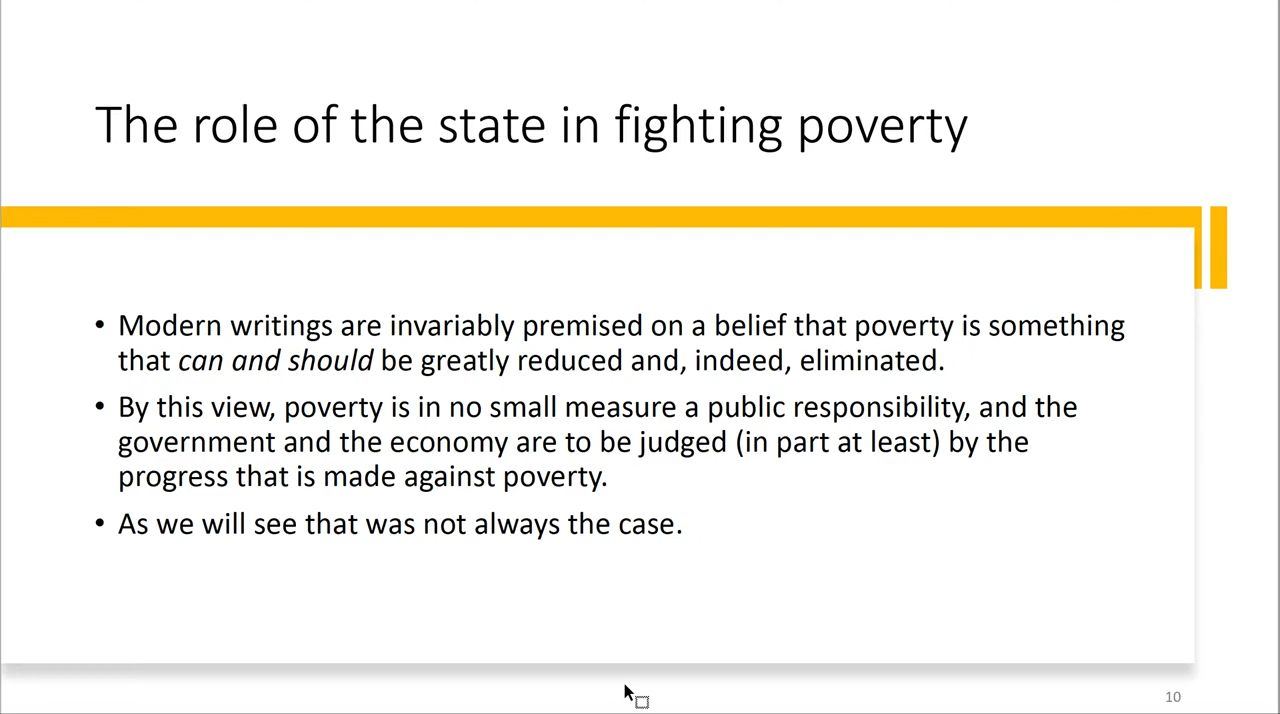 The role of the state in fighting poverty
• Modern writings are invariably premised on a belief that poverty is something
that can and should be greatly reduced and, indeed, eliminated.
• By this view, poverty is in no small measure a public responsibility, and the
government and the economy are to be judged (in part at least) by the
progress that is made against poverty.
• As we will see that was not always the case.
10